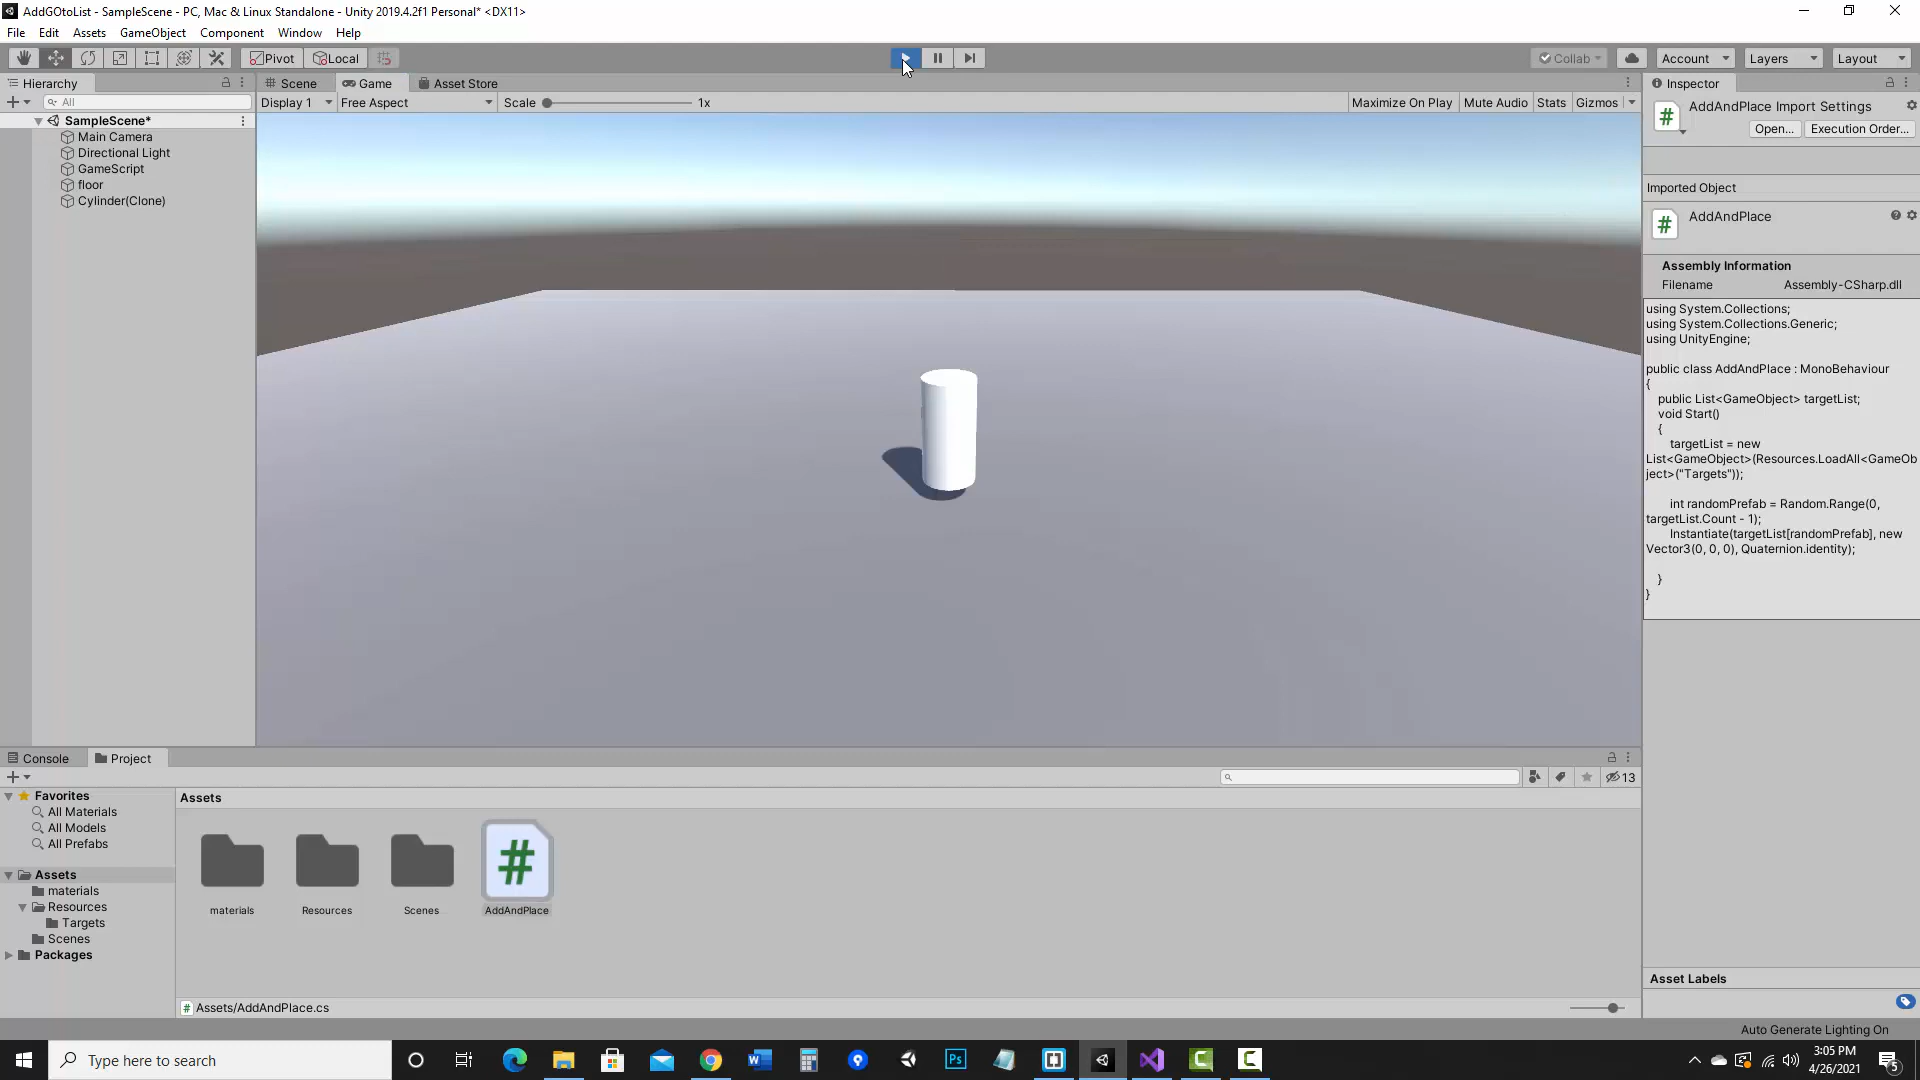 AddGOtoList - SampleScene - PC, Mac & Linux Standalone - Unity 2019.4.2f1 Personal* <DX11>
File Edit Assets GameObject Component Window Help
Pivot Local Collab Account Layers Layout
Hierarchy
Scene Game Asset Store
Inspector
All
Display 1 Free Aspect Scale 1x Maximize On Play Mute Audio Stats Gizmos
AddAndPlace Import Settings
Open... Execution Order...
SampleScene*
Main Camera
Directional Light
GameScript
floor
Cylinder(Clone)
Imported Object
AddAndPlace
Assembly Information
Filename Assembly-CSharp.dll
using System.Collections;
using System.Collections.Generic;
using UnityEngine;
public class AddAndPlace : MonoBehaviour
{
public List<GameObject> targetList;
void Start()
{
targetList = new
List<GameObject>(Resources.LoadAll<GameOb
ject>("Targets"));
int randomPrefab = Random.Range(0,
targetList.Count - 1);
Instantiate(targetList[randomPrefab], new
Vector3(0, 0, 0), Quaternion.identity);
}
}
Console Project
13
Favorites
All Materials
All Models
All Prefabs
Assets
materials
Resources
Targets
Scenes
Packages
Assets
materials Resources Scenes AddAndPlace
Assets/AddAndPlace.cs
Asset Labels
Auto Generate Lighting On
Type here to search
3:05 PM
4/26/2021
5